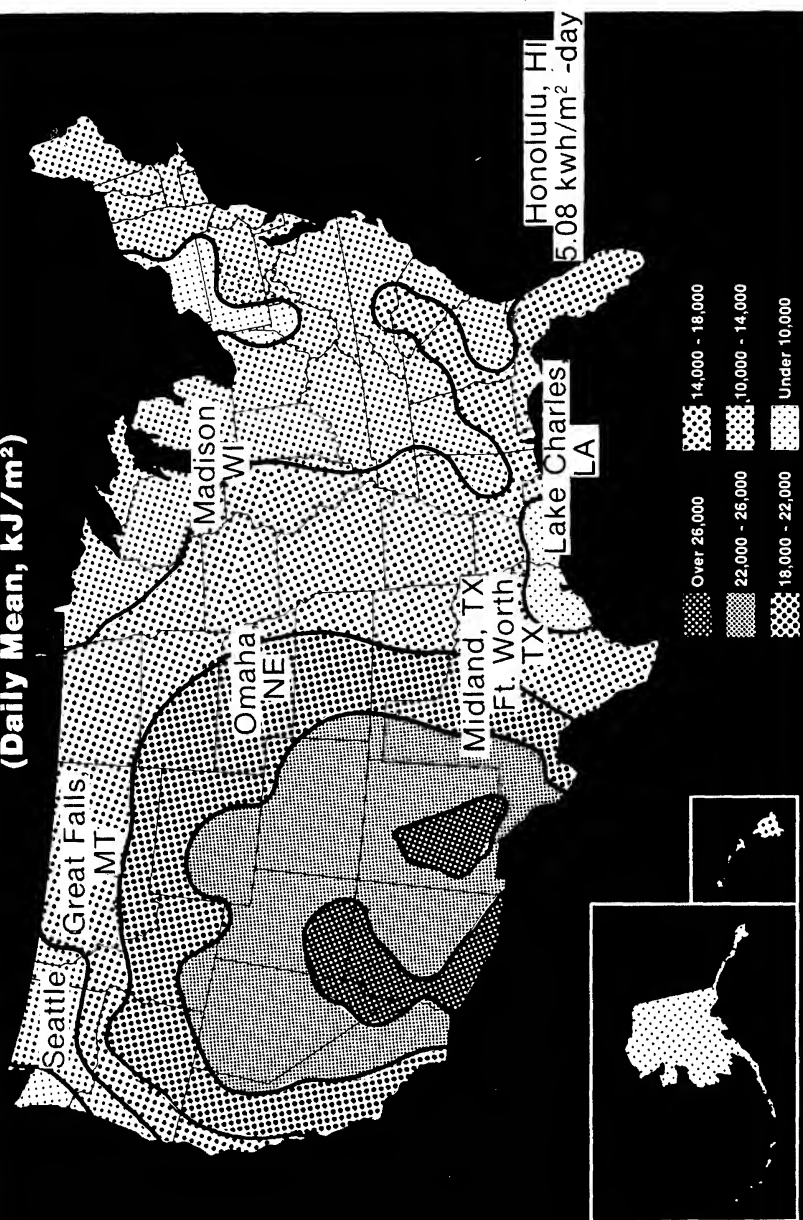 (Daily Mean, kJ/m²)
Seattle
Great Falls,
MT
Omaha
NE
Madison
WI
Midland, TX
Ft. Worth
TX
Lake Charles
LA
Honolulu, HI
5.08 kwh/m² -day
Over 26,000
22,000 - 26,000
18,000 - 22,000
14,000 - 18,000
10,000 - 14,000
Under 10,000